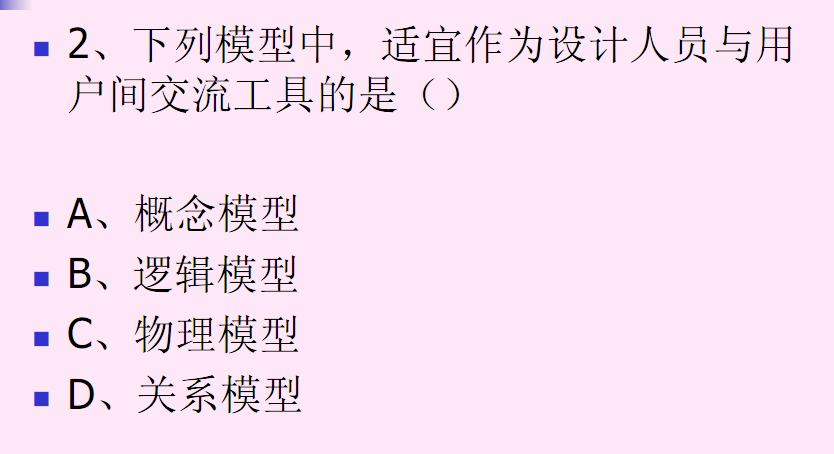 2、下列模型中，适宜作为设计人员与用
户间交流工具的是（）
A、概念模型
B、逻辑模型
C、物理模型
D、关系模型